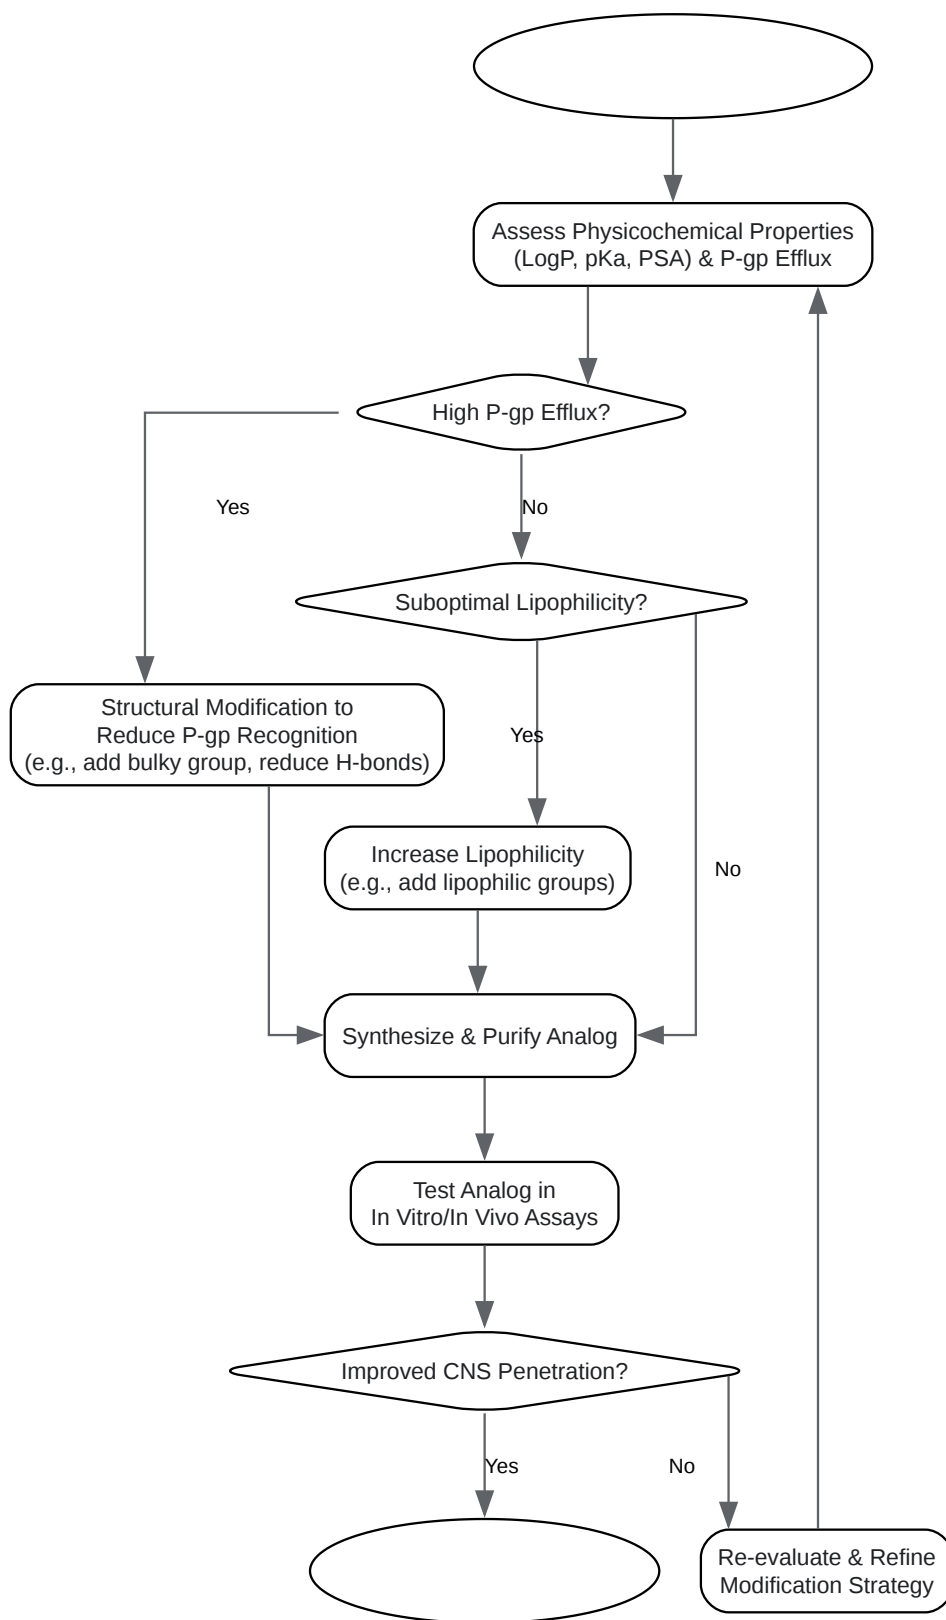 Assess Physicochemical Properties
(LogP, pKa, PSA) & P-gp Efflux
High P-gp Efflux?
Yes
No
Suboptimal Lipophilicity?
Structural Modification to
Reduce P-gp Recognition
(e.g., add bulky group, reduce H-bonds)
Yes
Increase Lipophilicity
(e.g., add lipophilic groups)
No
Synthesize & Purify Analog
Test Analog in
In Vitro/In Vivo Assays
Improved CNS Penetration?
Yes
No
Re-evaluate & Refine
Modification Strategy